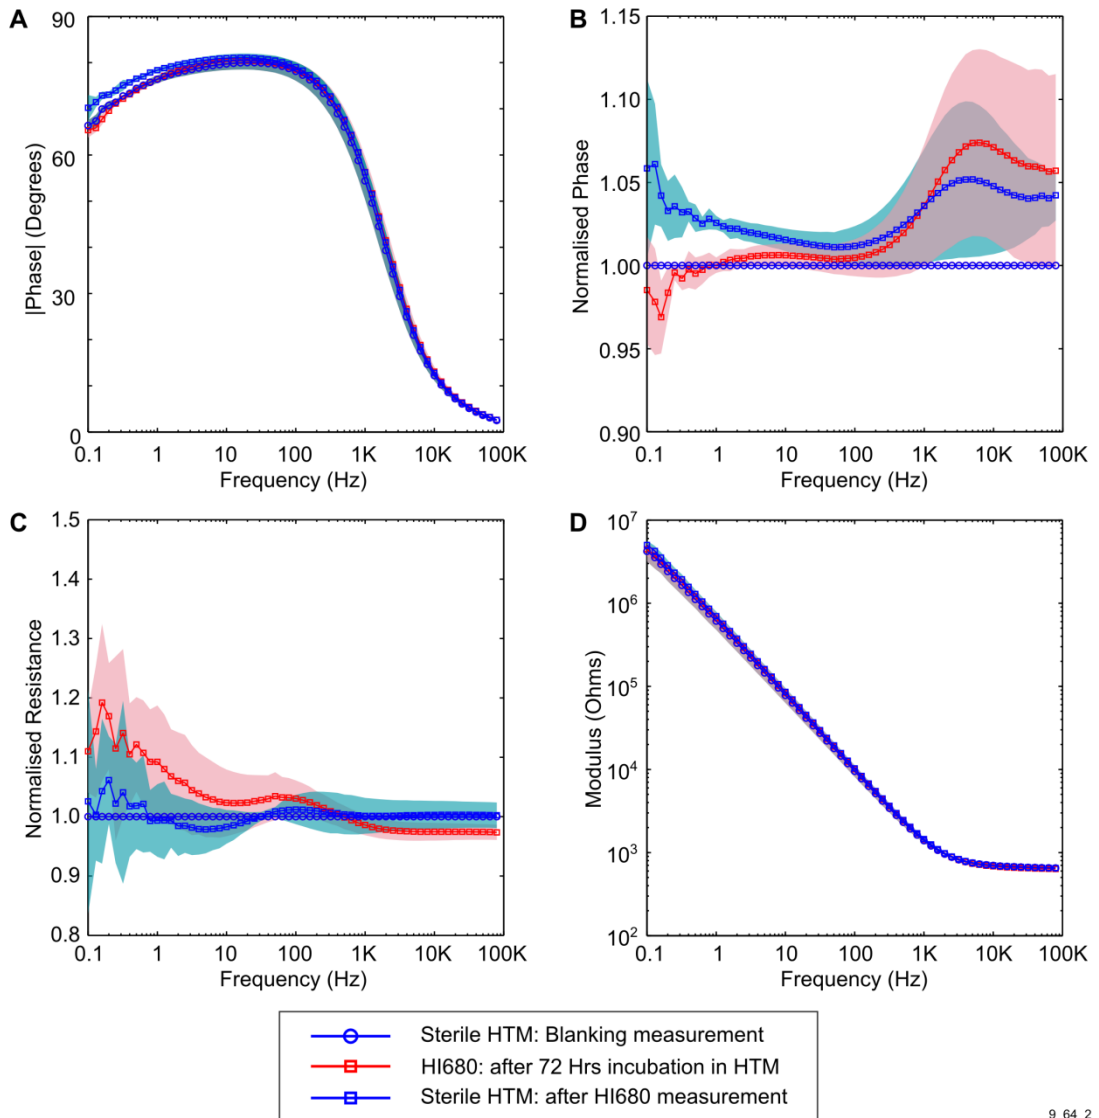 A
90
60
30
0
|Phase| (Degrees)
0.1 1 10 100 1K 10K 100K
Frequency (Hz)
B
1.15
1.10
1.05
1.00
0.95
0.90
Normalised Phase
0.1 1 10 100 1K 10K 100K
Frequency (Hz)
C
1.5
1.4
1.3
1.2
1.1
1.0
0.9
0.8
Normalised Resistance
0.1 1 10 100 1K 10K 100K
Frequency (Hz)
D
10⁷
10⁶
10⁵
10⁴
10³
10²
Modulus (Ohms)
0.1 1 10 100 1K 10K 100K
Frequency (Hz)
Sterile HTM: Blanking measurement
HI680: after 72 Hrs incubation in HTM
Sterile HTM: after HI680 measurement
9_64_2